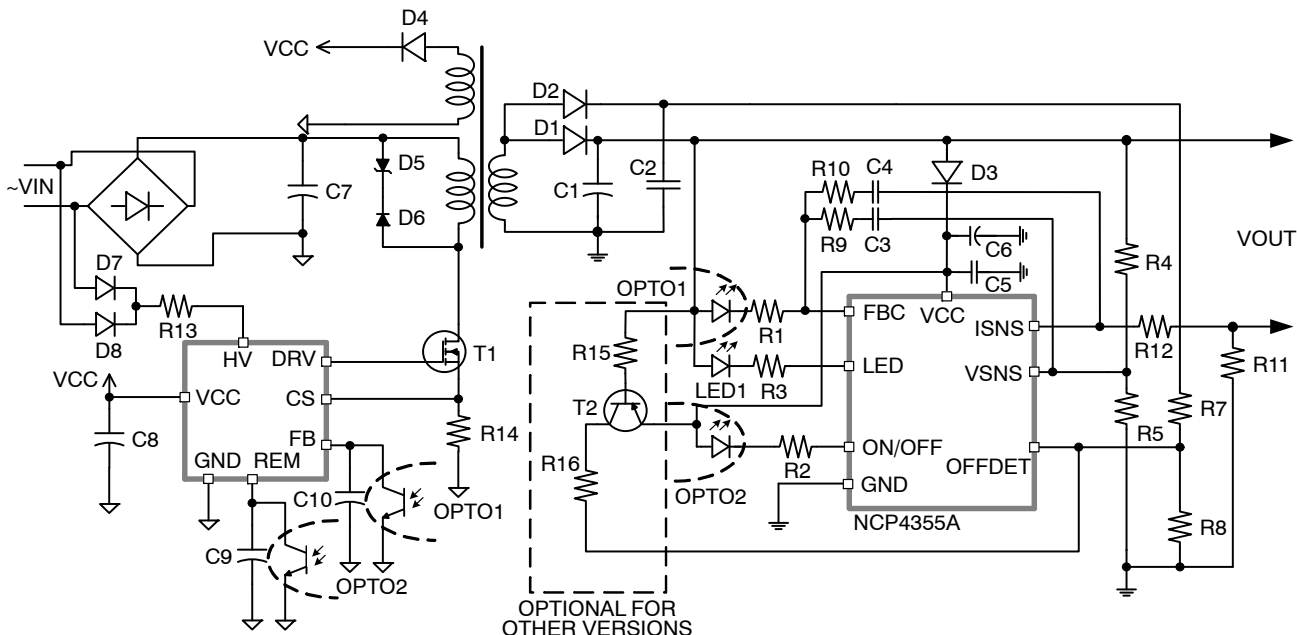 D4
VCC
D2
D1
D5
C7
D6
C1
C2
~VIN
R10
C4
R9
C3
D3
C6
C5
R4
VOUT
D7
D8
R13
OPTO1
R1
FBC
VCC
ISNS
R12
R11
HV
DRV
T1
R15
LED1
R3
LED
VSNS
VCC
VCC
CS
T2
R5
R7
C8
FB
R14
R16
R2
ON/OFF
OFFDET
GND
REM
C10
OPTO1
OPTO2
GND
NCP4355A
R8
C9
OPTO2
OPTIONAL FOR
OTHER VERSIONS